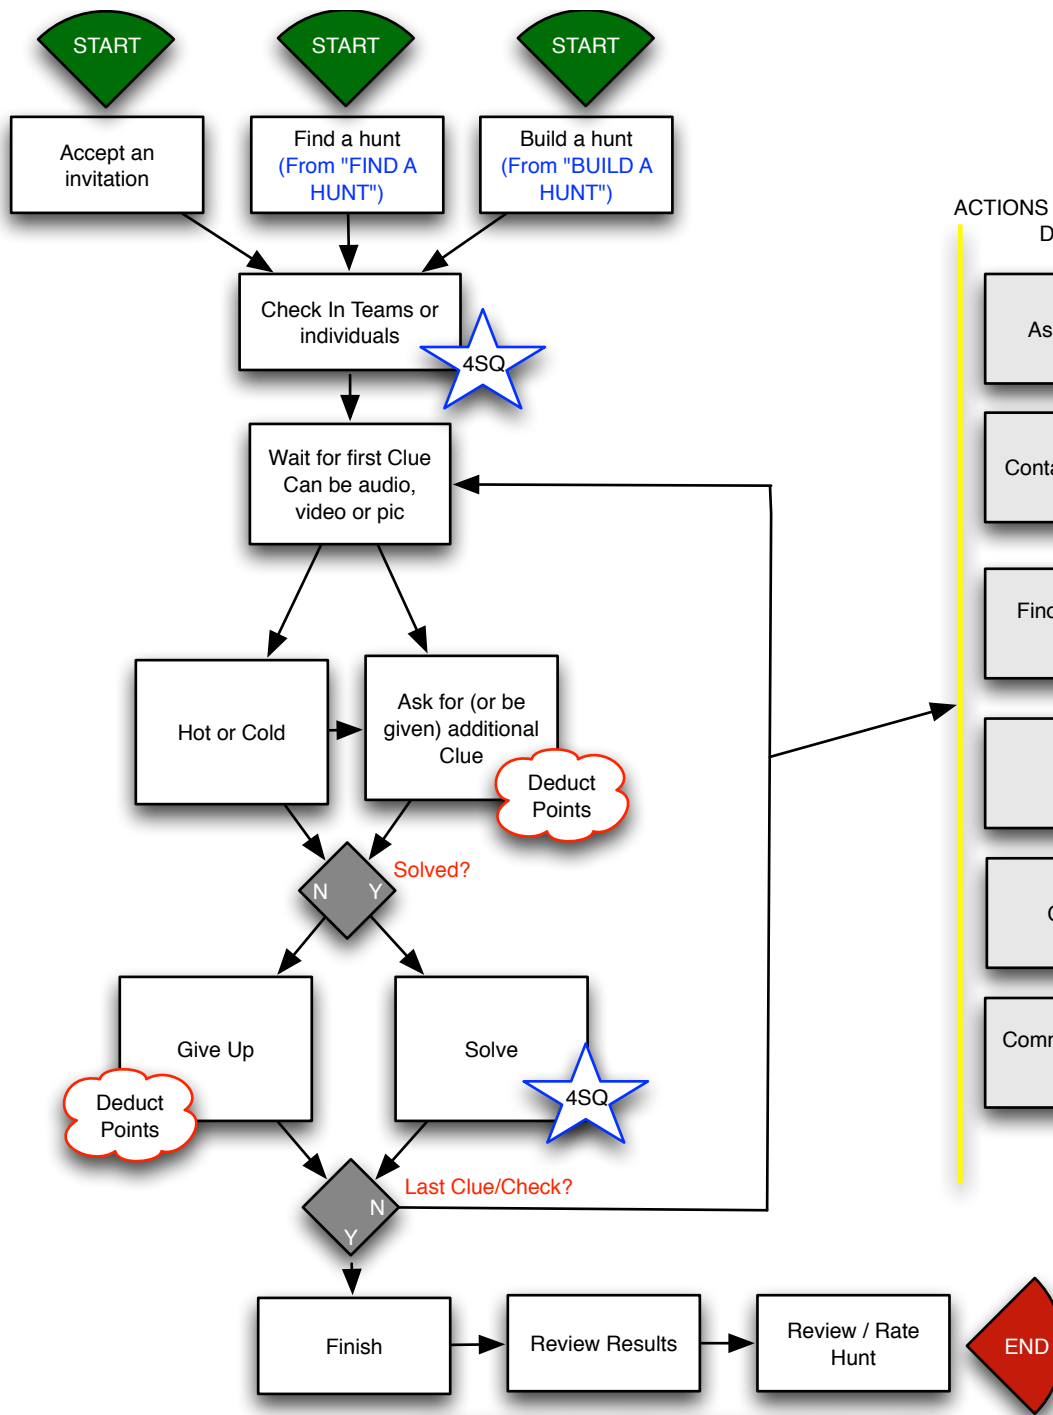 START
START
START
Accept an
invitation
Find a hunt
(From "FIND A
HUNT")
Build a hunt
(From "BUILD A
HUNT")
ACTIONS
Check In Teams or
individuals
4SQ
Wait for first Clue
Can be audio,
video or pic
Hot or Cold
Ask for (or be
given) additional
Clue
Deduct
Points
Solved?
N
Y
Give Up
Deduct
Points
Solve
4SQ
Last Clue/Check?
N
Y
Finish
Review Results
Review / Rate
Hunt
END